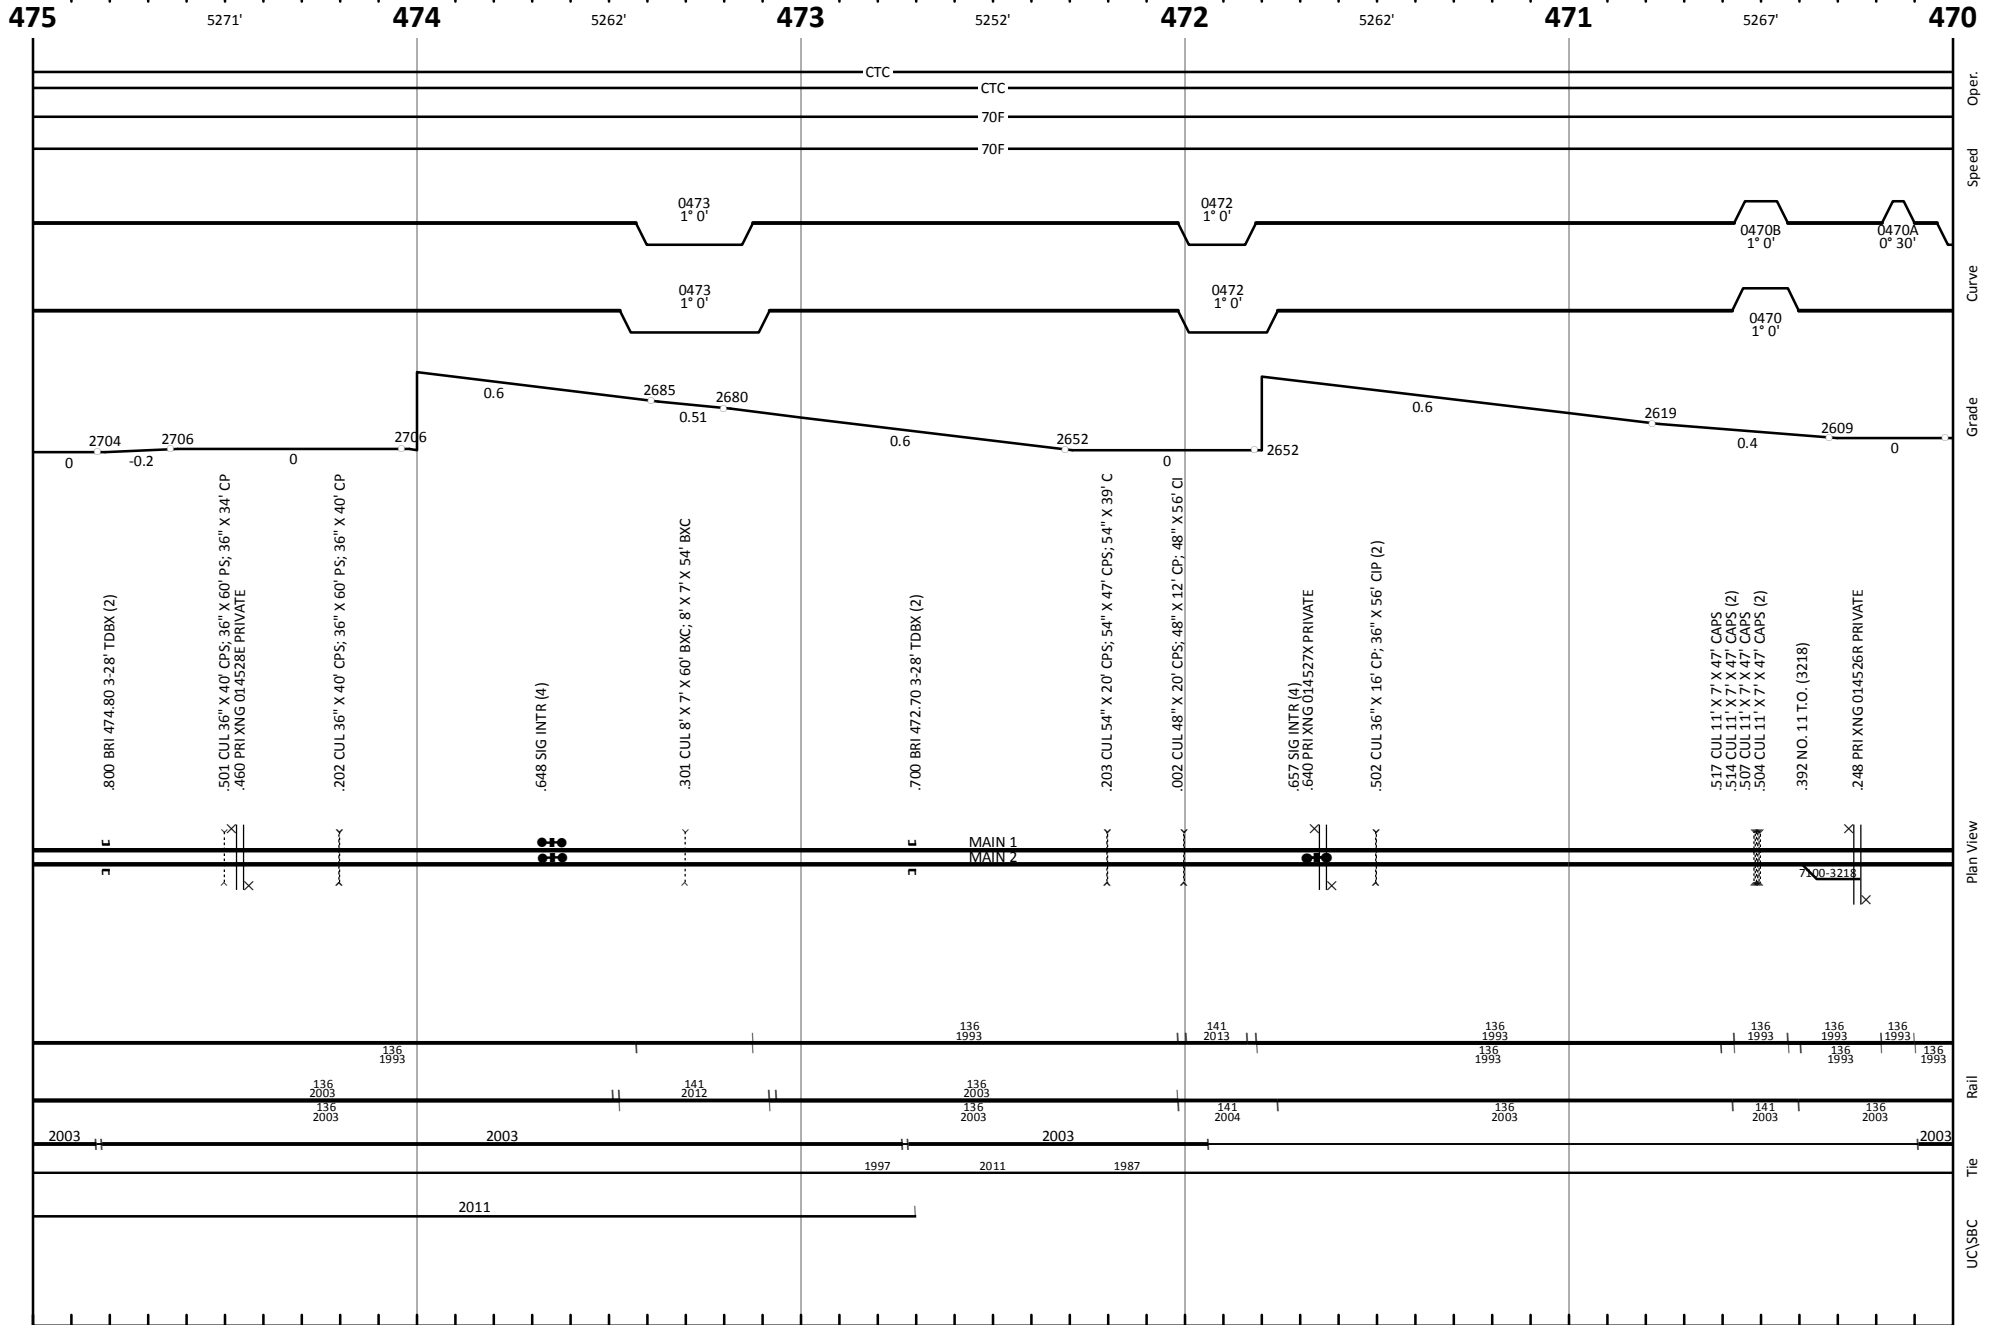 475 5271' 474 5262' 473 5252' 472 5262' 471 5267' 470
CTC
CTC
Oper.
70F
70F
Speed
0473
1° 0'
0472
1° 0'
0470B
1° 0'
0470A
0° 30'
0473
1° 0'
0472
1° 0'
0470
1° 0'
Curve
2704
2706
2706
2685
2680
2652
2652
2619
2609
0
-0.2
0
0.6
0.51
0.6
0
0.6
0.4
0
Grade
.800 BRI 474.80 3-28' TDBX (2)
.501 CUL 36" X 40' CPS; 36" X 60' PS; 36" X 34' CP
.460 PRI XNG 014528E PRIVATE
.202 CUL 36" X 40' CPS; 36" X 60' PS; 36" X 40' CP
.648 SIG INTR (4)
.301 CUL 8' X 7' X 60' BXC; 8' X 7' X 54' BXC
.700 BRI 472.70 3-28' TDBX (2)
.203 CUL 54" X 20' CPS; 54" X 47' CPS; 54" X 39' C
.002 CUL 48" X 20' CPS; 48" X 12' CP; 48" X 56' CI
.657 SIG INTR (4)
.640 PRI XNG 014527X PRIVATE
.502 CUL 36" X 16' CP; 36" X 56' CIP (2)
.517 CUL 11' X 7' X 47' CAPS
.514 CUL 11' X 7' X 47' CAPS (2)
.507 CUL 11' X 7' X 47' CAPS
.504 CUL 11' X 7' X 47' CAPS (2)
.392 NO. 11 T.O. (3218)
.248 PRI XNG 014526R PRIVATE
MAIN 1
MAIN 2
7100-3218
Plan View
136
1993
141
2013
136
1993
136
1993
136
1993
136
1993
136
1993
136
1993
136
1993
136
1993
136
2003
141
2012
136
2003
136
2003
136
2003
141
2004
136
2003
141
2003
136
2003
Rail
2003 2003 2003 2003
1997 2011 1987
Tie
2011
UC\SBC